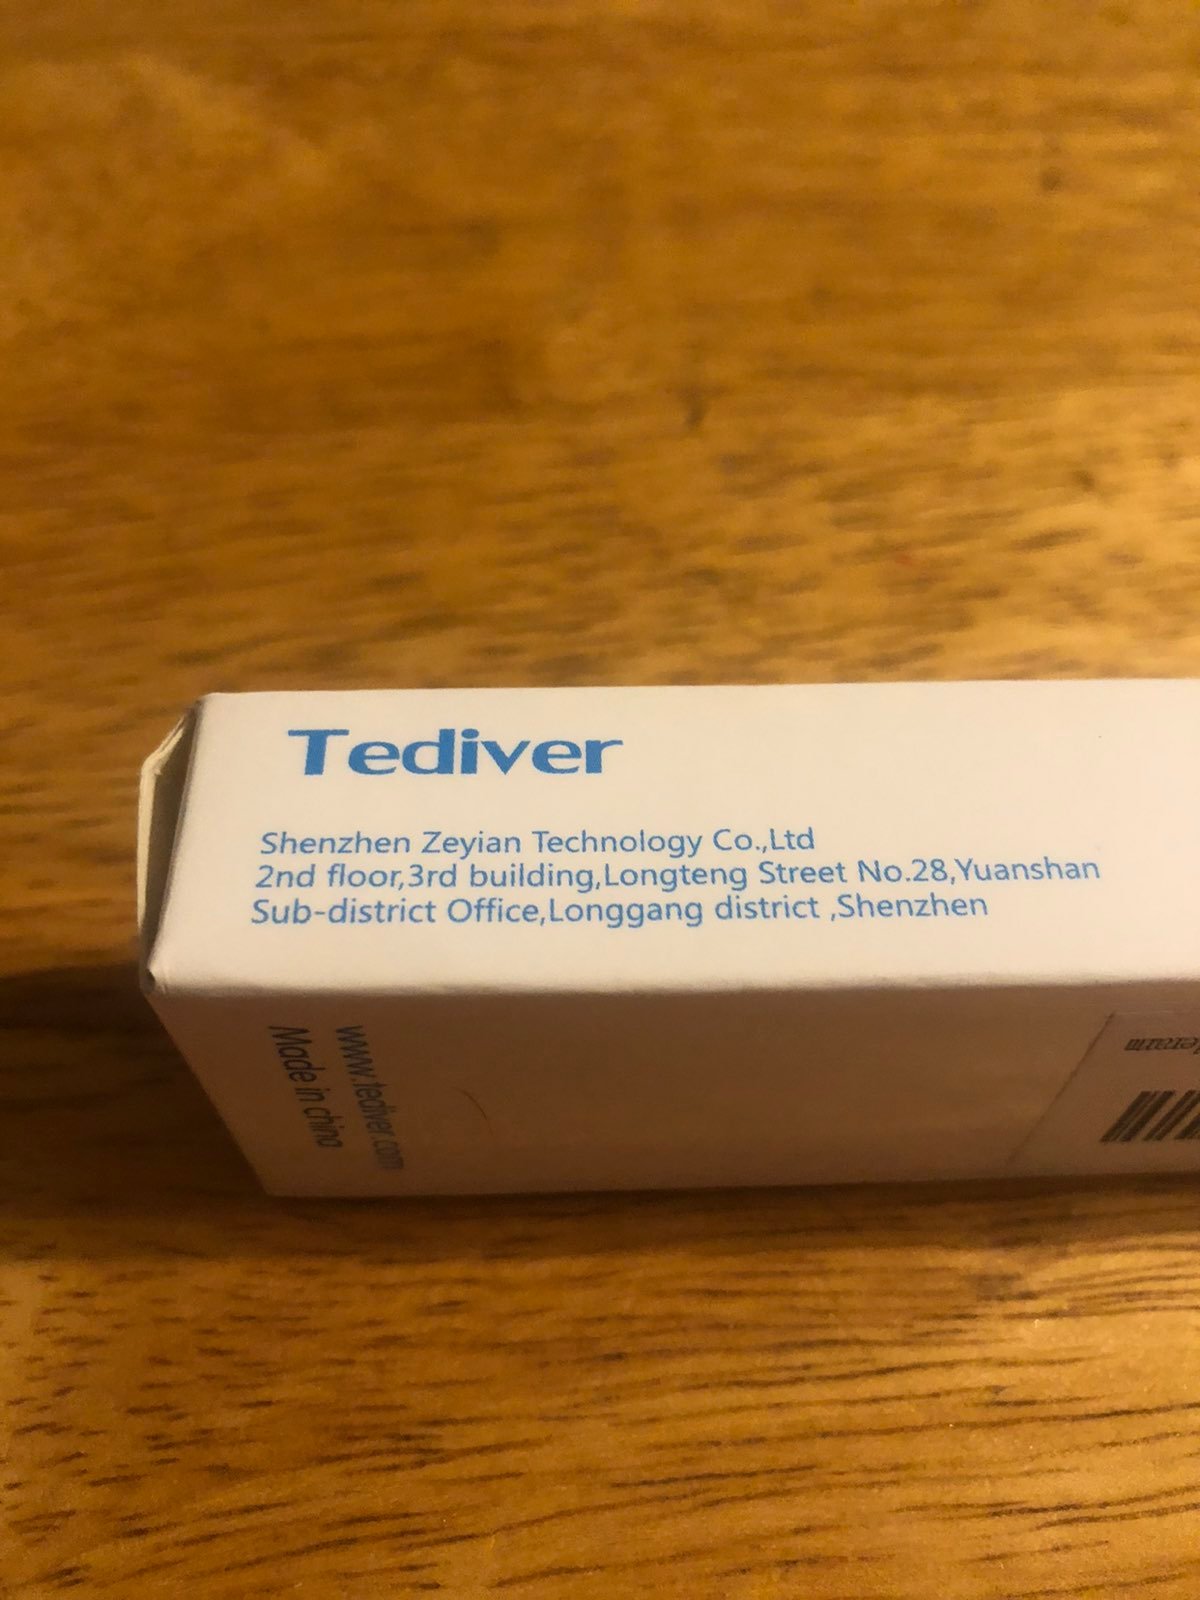 Tediver
Shenzhen Zeyian Technology Co.,Ltd
2nd floor,3rd building,Longteng Street No.28,Yuanshan
Sub-district Office,Longgang district ,Shenzhen
www.tediver.com
Made in china